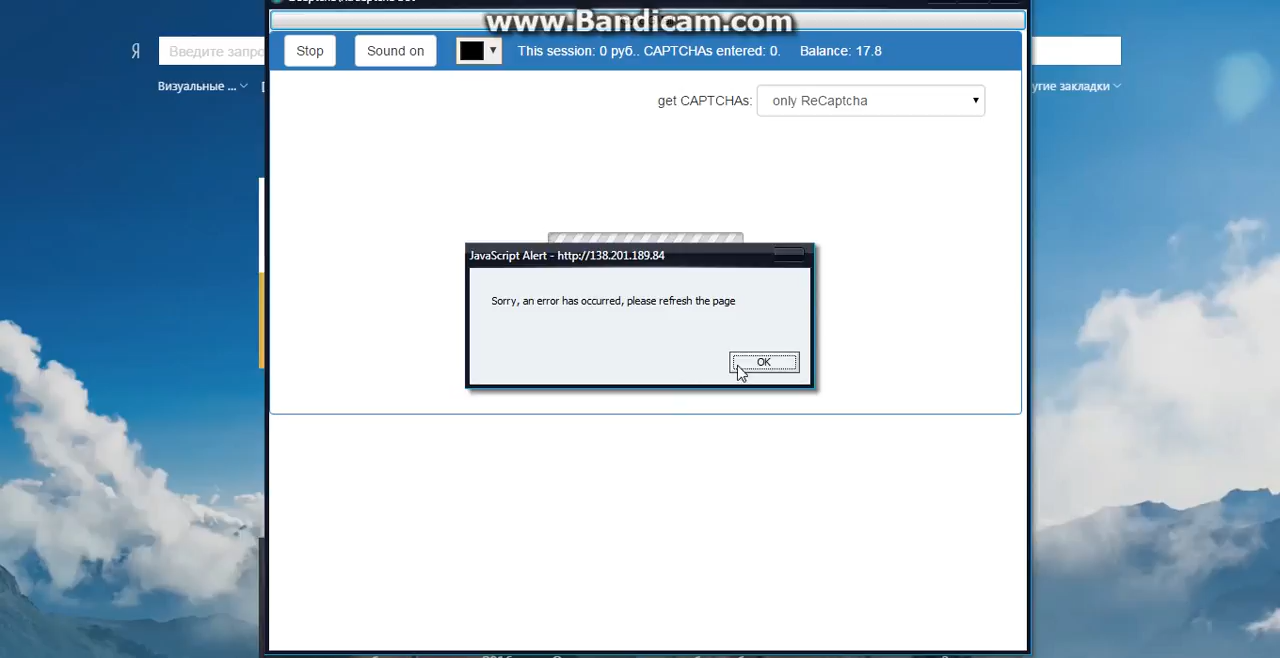 www.Bandicam.com
Я
Введите запро
Stop
Sound on
This session: 0 руб.. CAPTCHAs entered: 0.
Balance: 17.8
Визуальные ...
угие закладки
get CAPTCHAs:
only ReCaptcha
JavaScript Alert - http://138.201.189.84
Sorry, an error has occurred, please refresh the page
OK